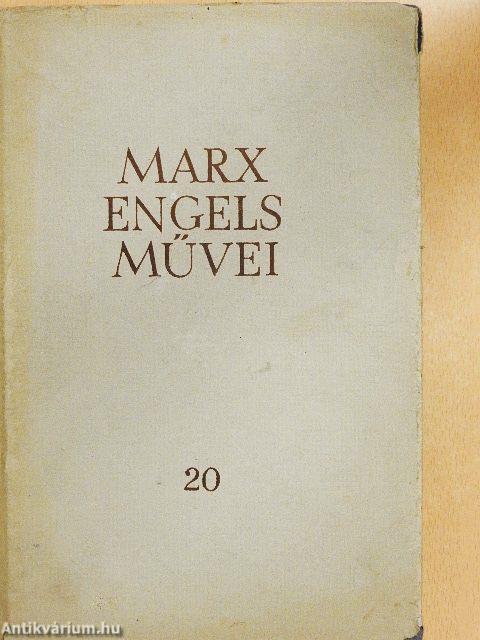 MARX
ENGELS
MŰVEI
20
Antikvárium.hu